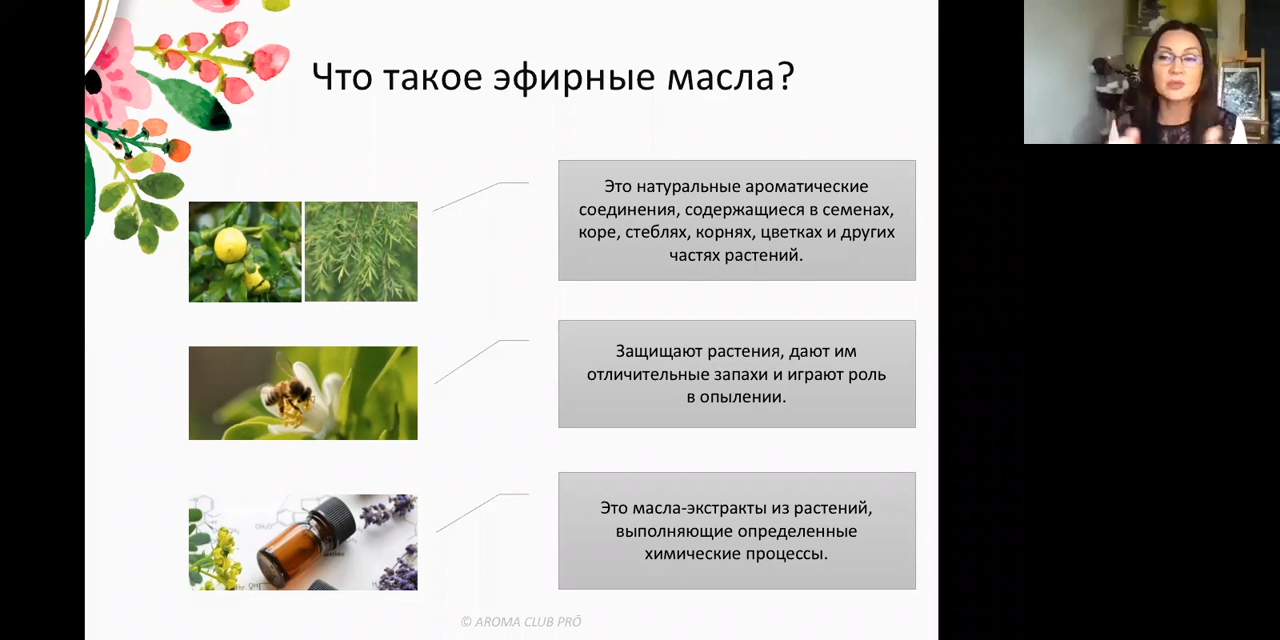 Что такое эфирные масла?
Это натуральные ароматические
соединения, содержащиеся в семенах,
коре, стеблях, корнях, цветках и других
частях растений.
Защищают растения, дают им
отличительные запахи и играют роль
в опылении.
Это масла-экстракты из растений,
выполняющие определенные
химические процессы.
© AROMA CLUB PRŌ